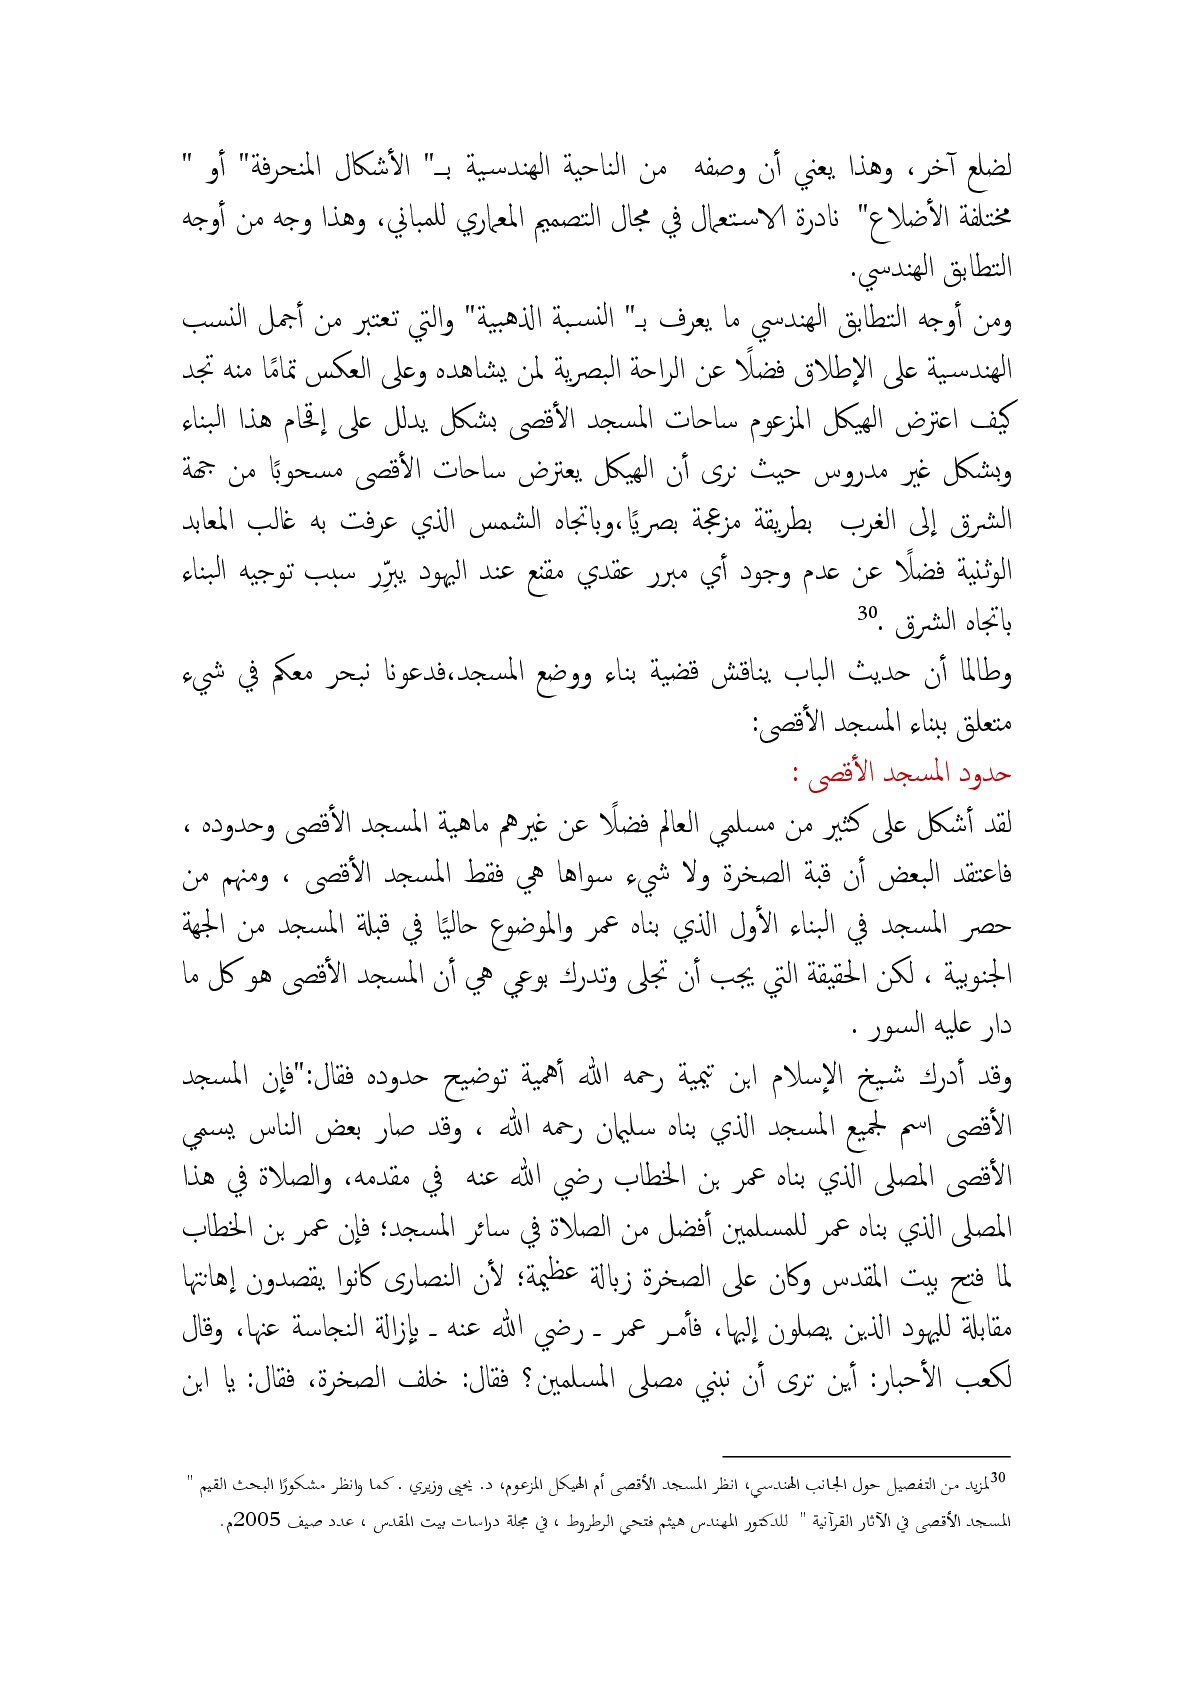 لضلع آخر، وهذا يعني أن وصفه من الناحية الهندسية بـ" الأشكال المنحرفة" أو "
مختلفة الأضلاع" نادرة الاستعمال في مجال التصميم المعماري للمباني، وهذا وجه من أوجه
التطابق الهندسي.
ومن أوجه التطابق الهندسي ما يعرف بـ" النسبة الذهبية" والتي تعتبر من أجمل النسب
الهندسية على الإطلاق فضلًا عن الراحة البصرية لمن يشاهده وعلى العكس تمامًا منه تجد
كيف اعترض الهيكل المزعوم ساحات المسجد الأقصى بشكل يدلل على إقحام هذا البناء
وبشكل غير مدروس حيث نرى أن الهيكل يعترض ساحات الأقصى مسحوبًا من جهة
الشرق إلى الغرب بطريقة مزعجة بصريًا،وباتجاه الشمس الذي عرفت به غالب المعابد
الوثنية فضلًا عن عدم وجود أي مبرر عقدي مقنع عند اليهود يبرِّر سبب توجيه البناء
باتجاه الشرق .30
وطالما أن حديث الباب يناقش قضية بناء ووضع المسجد،فدعونا نبحر معكم في شيء
متعلق ببناء المسجد الأقصى:
حدود المسجد الأقصى :
لقد أشكل على كثير من مسلمي العالم فضلًا عن غيرهم ماهية المسجد الأقصى وحدوده ،
فاعتقد البعض أن قبة الصخرة ولا شيء سواها هي فقط المسجد الأقصى ، ومنهم من
حصر المسجد في البناء الأول الذي بناه عمر والموضوع حاليًا في قبلة المسجد من الجهة
الجنوبية ، لكن الحقيقة التي يجب أن تجلى وتدرك بوعي هي أن المسجد الأقصى هو كل ما
دار عليه السور .
وقد أدرك شيخ الإسلام ابن تيمية رحمه الله أهمية توضيح حدوده فقال:"فإن المسجد
الأقصى اسم لجميع المسجد الذي بناه سليمان رحمه الله ، وقد صار بعض الناس يسمي
الأقصى المصلى الذي بناه عمر بن الخطاب رضي الله عنه في مقدمه، والصلاة في هذا
المصلى الذي بناه عمر للمسلمين أفضل من الصلاة في سائر المسجد؛ فإن عمر بن الخطاب
لما فتح بيت المقدس وكان على الصخرة زبالة عظيمة؛ لأن النصارى كانوا يقصدون إهانتها
مقابلة لليهود الذين يصلون إليها، فأمر عمر ـ رضي الله عنه ـ بإزالة النجاسة عنها، وقال
لكعب الأحبار: أين ترى أن نبني مصلى المسلمين؟ فقال: خلف الصخرة، فقال: يا ابن
30لمزيد من التفصيل حول الجانب الهندسي، انظر المسجد الأقصى أم الهيكل المزعوم، د. يحيى وزيري . كما وانظر مشكورًا البحث القيم "
المسجد الأقصى في الآثار القرآنية " للدكتور المهندس هيثم فتحي الرطروط ، في مجلة دراسات بيت المقدس ، عدد صيف 2005م.